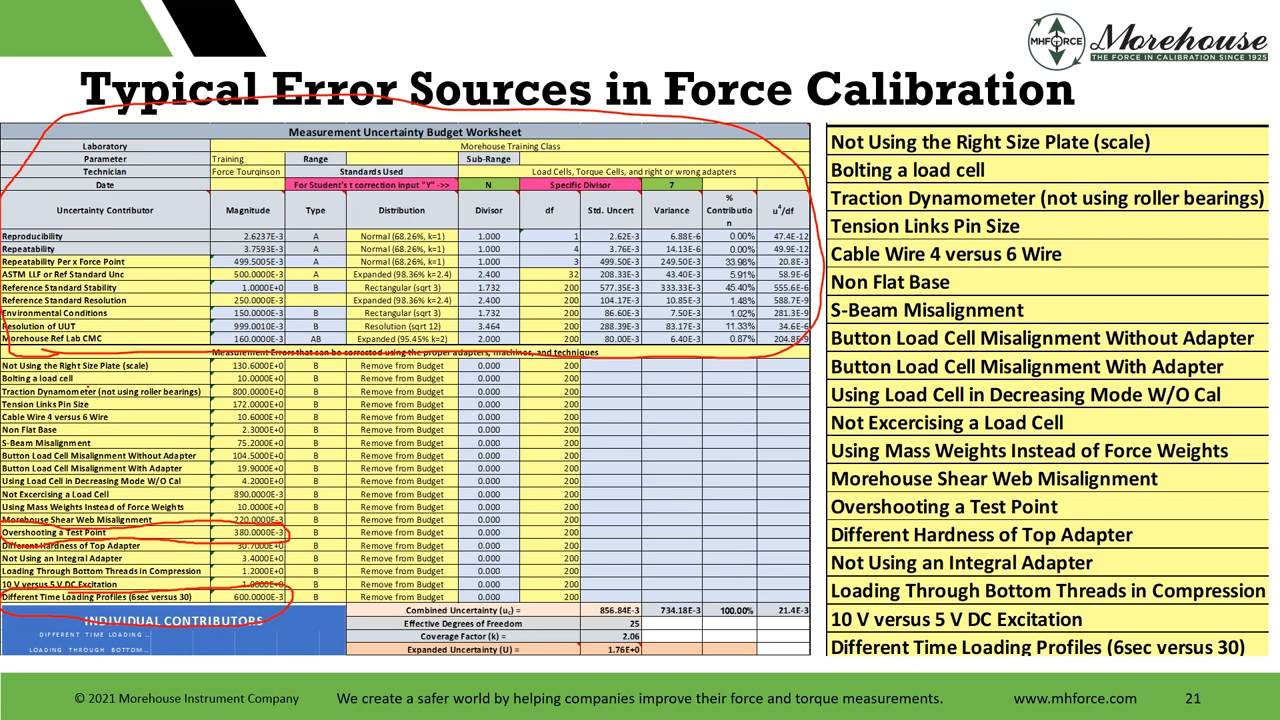 MHFORCE
Morehouse
THE FORCE IN CALIBRATION SINCE 1925
Typical Error Sources in Force Calibration
Measurement Uncertainty Budget Worksheet
Laboratory Morehouse Training Class
Parameter Training Range Sub-Range
Technician Force Tourqinson Standards Used Load Cells, Torque Cells, and right or wrong adapters
Date For Student's t correction input "Y" ->> N Specific Divisor 7
Uncertainty Contributor Magnitude Type Distribution Divisor df Std. Uncert Variance % Contribution u⁴/df
Reproducibility 2.6237E-3 A Normal (68.26%, k=1) 1.000 1 2.62E-3 6.88E-6 0.00% 47.4E-12
Repeatability 3.7593E-3 A Normal (68.26%, k=1) 1.000 4 3.76E-3 14.13E-6 0.00% 49.9E-12
Repeatability Per x Force Point 499.5005E-3 A Normal (68.26%, k=1) 1.000 3 499.50E-3 249.50E-3 33.98% 20.8E-3
ASTM LLF or Ref Standard Unc 500.0000E-3 A Expanded (98.36% k=2.4) 2.400 32 208.33E-3 43.40E-3 5.91% 58.9E-6
Reference Standard Stability 1.0000E+0 B Rectangular (sqrt 3) 1.732 200 577.35E-3 333.33E-3 45.40% 555.6E-6
Reference Standard Resolution 250.0000E-3 Expanded (98.36% k=2.4) 2.400 200 104.17E-3 10.85E-3 1.48% 588.7E-9
Environmental Conditions 150.0000E-3 B Rectangular (sqrt 3) 1.732 200 86.60E-3 7.50E-3 1.02% 281.3E-9
Resolution of UUT 999.0010E-3 B Resolution (sqrt 12) 3.464 200 288.39E-3 83.17E-3 11.33% 34.6E-6
Morehouse Ref Lab CMC 160.0000E-3 AB Expanded (95.45% k=2) 2.000 200 80.00E-3 6.40E-3 0.87% 204.8E-9
Measurement Errors that can be corrected using the proper adapters, machines, and techniques
Not Using the Right Size Plate (scale) 130.6000E+0 B Remove from Budget 0.000 200
Bolting a load cell 10.0000E+0 B Remove from Budget 0.000 200
Traction Dynamometer (not using roller bearings) 800.0000E-3 B Remove from Budget 0.000 200
Tension Links Pin Size 172.0000E+0 B Remove from Budget 0.000 200
Cable Wire 4 versus 6 Wire 10.6000E+0 B Remove from Budget 0.000 200
Non Flat Base 2.3000E+0 B Remove from Budget 0.000 200
S-Beam Misalignment 75.2000E+0 B Remove from Budget 0.000 200
Button Load Cell Misalignment Without Adapter 104.5000E+0 B Remove from Budget 0.000 200
Button Load Cell Misalignment With Adapter 19.9000E+0 B Remove from Budget 0.000 200
Using Load Cell in Decreasing Mode W/O Cal 4.2000E+0 B Remove from Budget 0.000 200
Not Excercising a Load Cell 890.0000E-3 B Remove from Budget 0.000 200
Using Mass Weights Instead of Force Weights 10.0000E+0 B Remove from Budget 0.000 200
Morehouse Shear Web Misalignment 220.0000E-3 B Remove from Budget 0.000 200
Overshooting a Test Point 380.0000E-3 B Remove from Budget 0.000 200
Different Hardness of Top Adapter 30.7000E+0 B Remove from Budget 0.000 200
Not Using an Integral Adapter 3.4000E+0 B Remove from Budget 0.000 200
Loading Through Bottom Threads in Compression 1.2000E+0 B Remove from Budget 0.000 200
10 V versus 5 V DC Excitation 1.0000E+0 B Remove from Budget 0.000 200
Different Time Loading Profiles (6sec versus 30) 600.0000E-3 B Remove from Budget 0.000 200
Combined Uncertainty (uc) = 856.84E-3 734.18E-3 100.00% 21.4E-3
Effective Degrees of Freedom 25
Coverage Factor (k) = 2.06
Expanded Uncertainty (U) = 1.76E+0
INDIVIDUAL CONTRIBUTORS
DIFFERENT TIME LOADING …
LOADING THROUGH BOTTOM…
Not Using the Right Size Plate (scale)
Bolting a load cell
Traction Dynamometer (not using roller bearings)
Tension Links Pin Size
Cable Wire 4 versus 6 Wire
Non Flat Base
S-Beam Misalignment
Button Load Cell Misalignment Without Adapter
Button Load Cell Misalignment With Adapter
Using Load Cell in Decreasing Mode W/O Cal
Not Excercising a Load Cell
Using Mass Weights Instead of Force Weights
Morehouse Shear Web Misalignment
Overshooting a Test Point
Different Hardness of Top Adapter
Not Using an Integral Adapter
Loading Through Bottom Threads in Compression
10 V versus 5 V DC Excitation
Different Time Loading Profiles (6sec versus 30)
© 2021 Morehouse Instrument Company We create a safer world by helping companies improve their force and torque measurements. www.mhforce.com 21